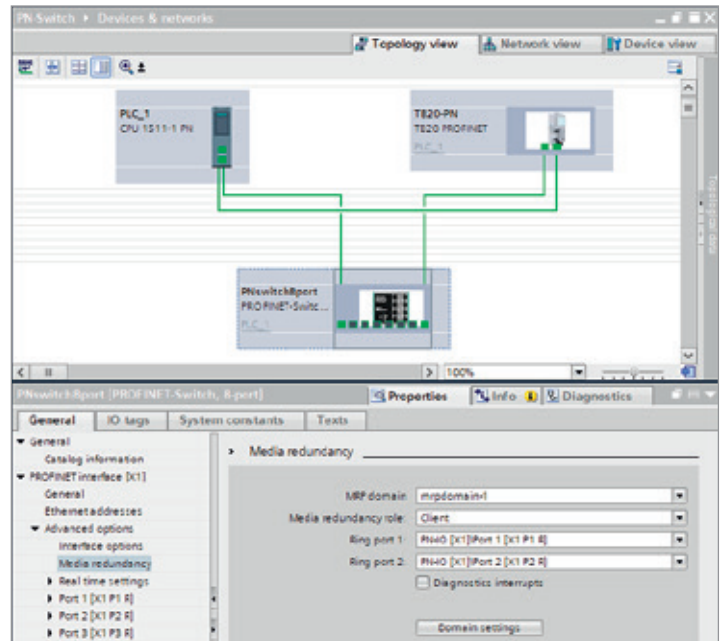 PN-Switch ▸ Devices & networks
Topology view
Network view
Device view
PLC_1
CPU 1511-1 PN
T820-PN
T820 PROFINET
PLC_1
Topological data
PNswitch8port
PROFINET-Switc...
PLC_1
100%
PNswitch8port [PROFINET-Switch, 8-port]
Properties
Info
Diagnostics
General
IO tags
System constants
Texts
General
Catalog information
PROFINET interface [X1]
General
Ethernet addresses
Advanced options
Interface options
Media redundancy
Real time settings
Port 1 [X1 P1 R]
Port 2 [X1 P2 R]
Port 3 [X1 P3 R]
Media redundancy
MRP domain
mrpdomain-1
Media redundancy role:
Client
Ring port 1:
PN-IO [X1]\Port 1 [X1 P1 R]
Ring port 2:
PN-IO [X1]\Port 2 [X1 P2 R]
Diagnostics interrupts
Domain settings